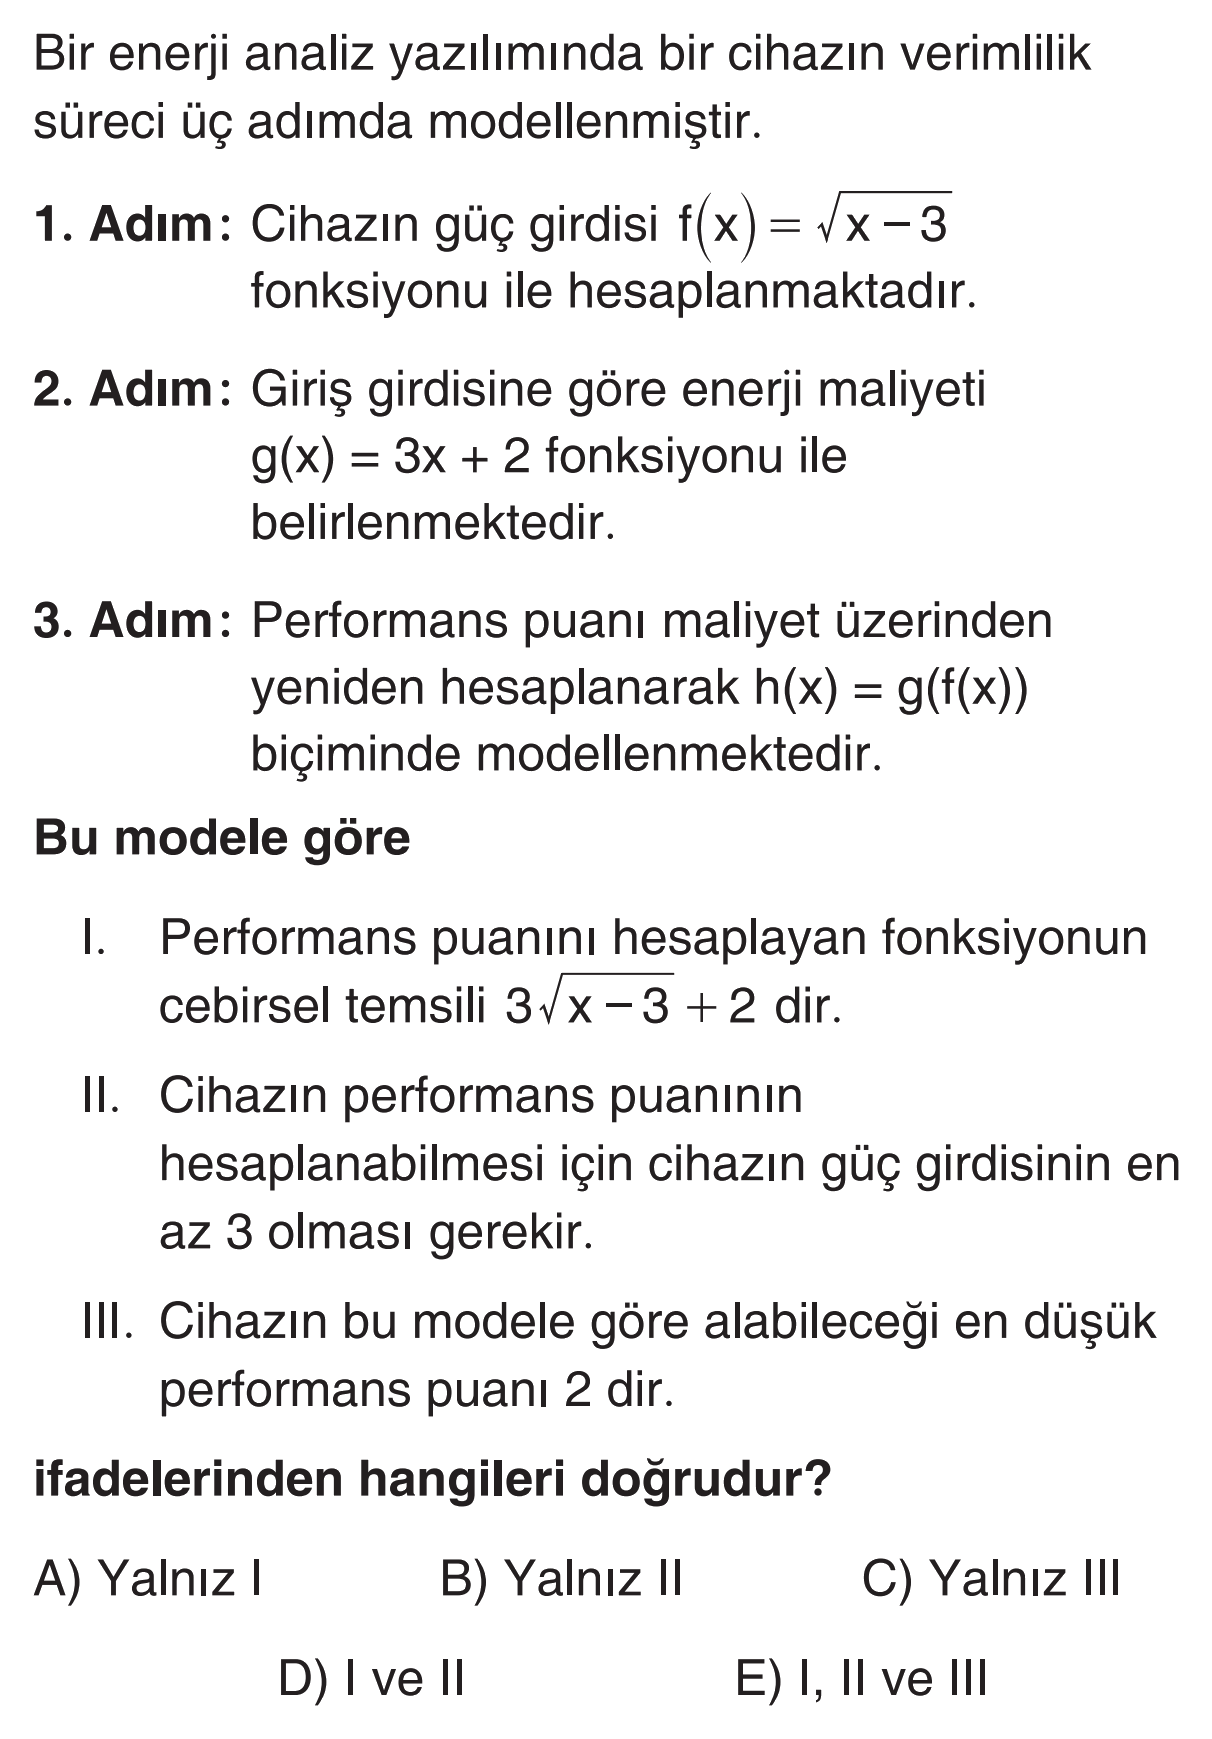 Bir enerji analiz yazılımında bir cihazın verimlilik
süreci üç adımda modellenmiştir.
1. Adım: Cihazın güç girdisi f(x) = √(x − 3)
fonksiyonu ile hesaplanmaktadır.
2. Adım: Giriş girdisine göre enerji maliyeti
g(x) = 3x + 2 fonksiyonu ile
belirlenmektedir.
3. Adım: Performans puanı maliyet üzerinden
yeniden hesaplanarak h(x) = g(f(x))
biçiminde modellenmektedir.
Bu modele göre
I. Performans puanını hesaplayan fonksiyonun
cebirsel temsili 3√(x − 3) + 2 dir.
II. Cihazın performans puanının
hesaplanabilmesi için cihazın güç girdisinin en
az 3 olması gerekir.
III. Cihazın bu modele göre alabileceği en düşük
performans puanı 2 dir.
ifadelerinden hangileri doğrudur?
A) Yalnız I B) Yalnız II C) Yalnız III
D) I ve II E) I, II ve III